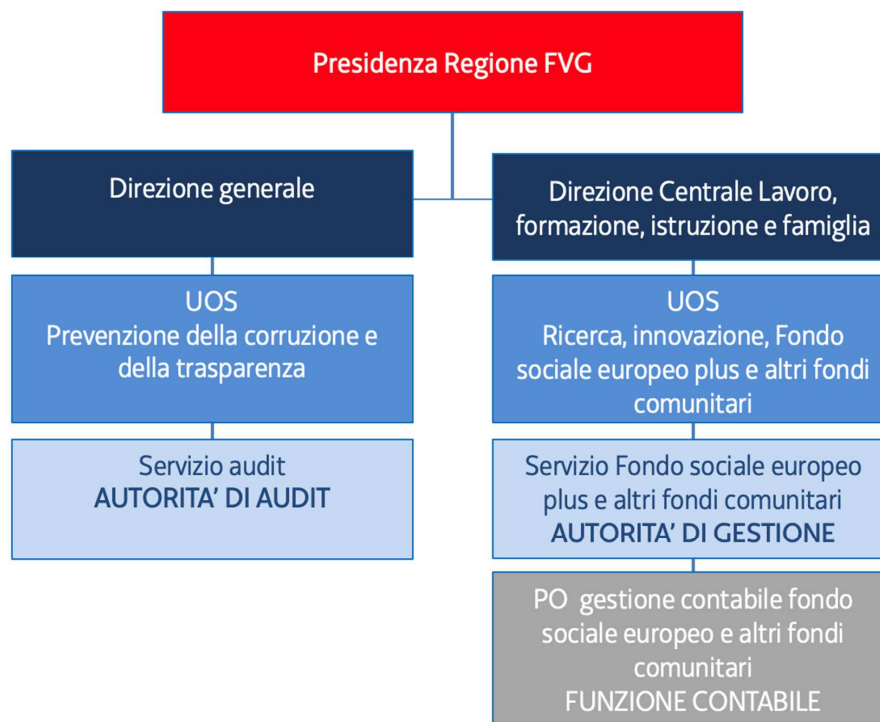 Presidenza Regione FVG
Direzione generale
UOS
Prevenzione della corruzione e
della trasparenza
Servizio audit
AUTORITA’ DI AUDIT
Direzione Centrale Lavoro,
formazione, istruzione e famiglia
UOS
Ricerca, innovazione, Fondo
sociale europeo plus e altri fondi
comunitari
Servizio Fondo sociale europeo
plus e altri fondi comunitari
AUTORITA’ DI GESTIONE
PO gestione contabile fondo
sociale europeo e altri fondi
comunitari
FUNZIONE CONTABILE